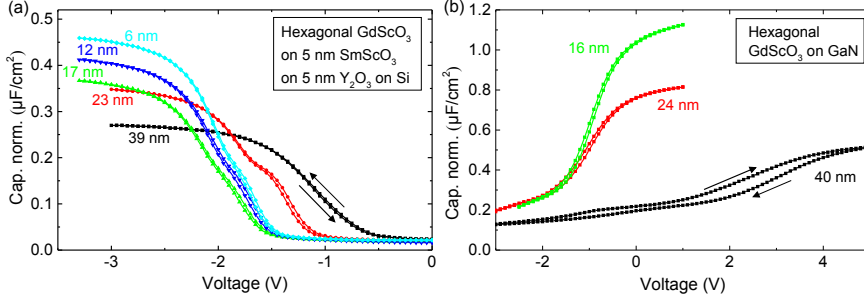 (a)
Cap. norm. (µF/cm²)
0.5
0.4
0.3
0.2
0.1
0.0
6 nm
12 nm
17 nm
23 nm
39 nm
Hexagonal GdScO₃
on 5 nm SmScO₃
on 5 nm Y₂O₃ on Si
-3
-2
-1
0
Voltage (V)
(b)
Cap. norm. (µF/cm²)
1.2
1.0
0.8
0.6
0.4
0.2
0.0
16 nm
24 nm
40 nm
Hexagonal
GdScO₃ on GaN
-2
0
2
4
Voltage (V)